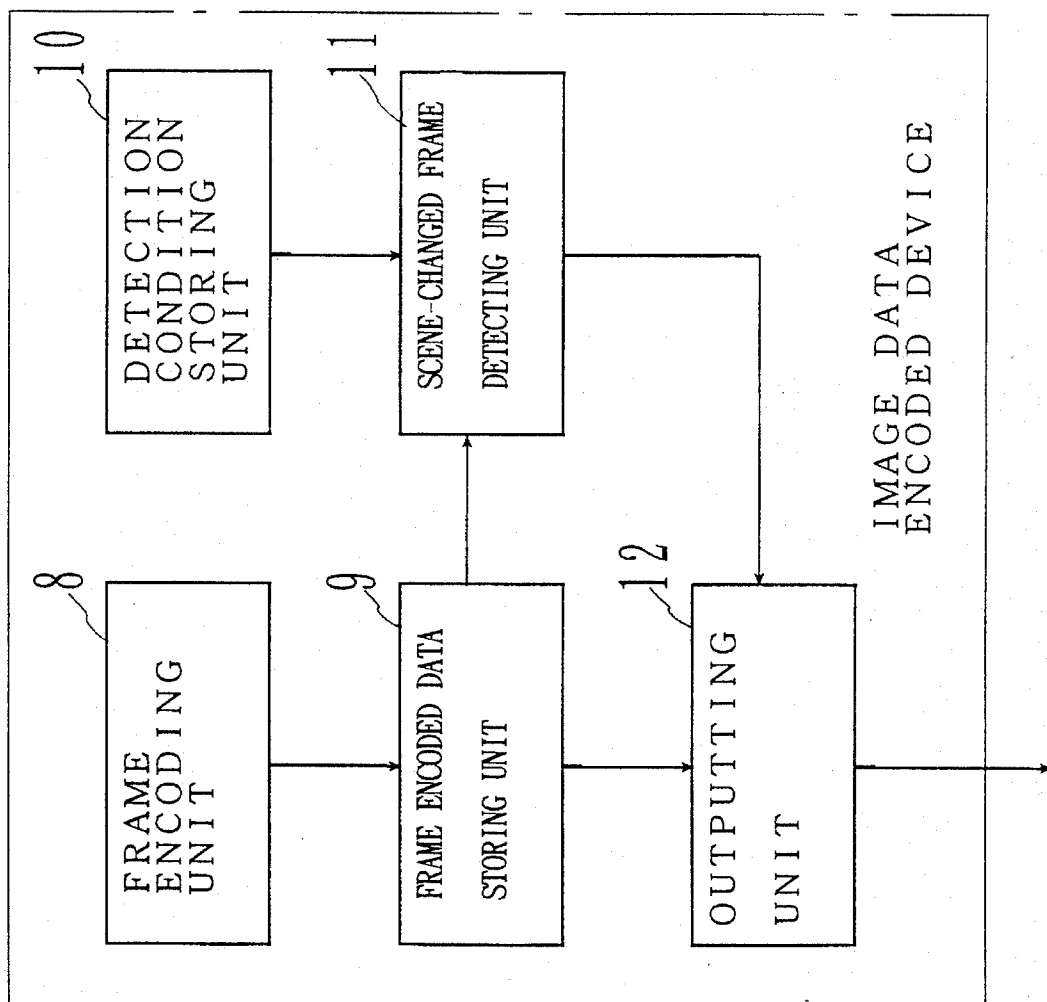 8
FRAME
ENCODING
UNIT
9
FRAME ENCODED DATA
STORING UNIT
12
OUTPUTTING
UNIT
10
DETECTION
CONDITION
STORING
UNIT
11
SCENE-CHANGED FRAME
DETECTING UNIT
IMAGE DATA
ENCODED DEVICE